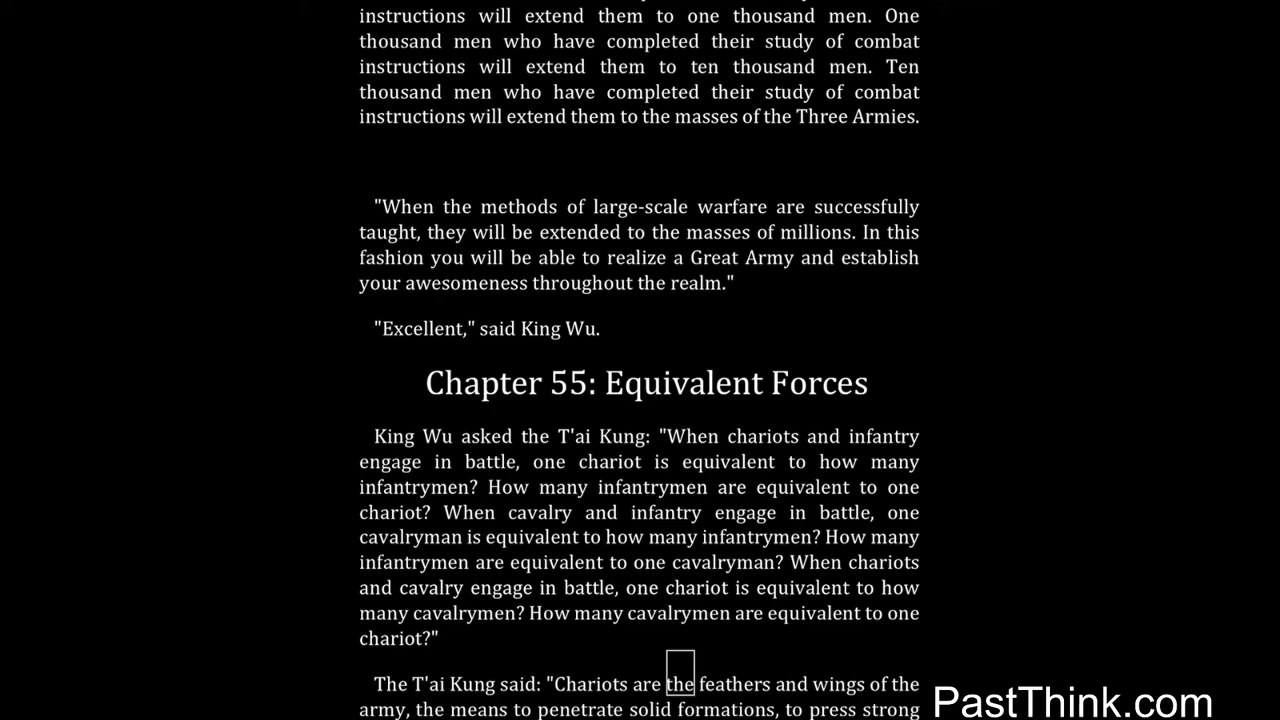 instructions will extend them to one thousand men. One
thousand men who have completed their study of combat
instructions will extend them to ten thousand men. Ten
thousand men who have completed their study of combat
instructions will extend them to the masses of the Three Armies.
"When the methods of large-scale warfare are successfully
taught, they will be extended to the masses of millions. In this
fashion you will be able to realize a Great Army and establish
your awesomeness throughout the realm."
"Excellent," said King Wu.
Chapter 55: Equivalent Forces
King Wu asked the T'ai Kung: "When chariots and infantry
engage in battle, one chariot is equivalent to how many
infantrymen? How many infantrymen are equivalent to one
chariot? When cavalry and infantry engage in battle, one
cavalryman is equivalent to how many infantrymen? How many
infantrymen are equivalent to one cavalryman? When chariots
and cavalry engage in battle, one chariot is equivalent to how
many cavalrymen? How many cavalrymen are equivalent to one
chariot?"
The T'ai Kung said: "Chariots are the feathers and wings of the
army, the means to penetrate solid formations, to press strong
PastThink.com